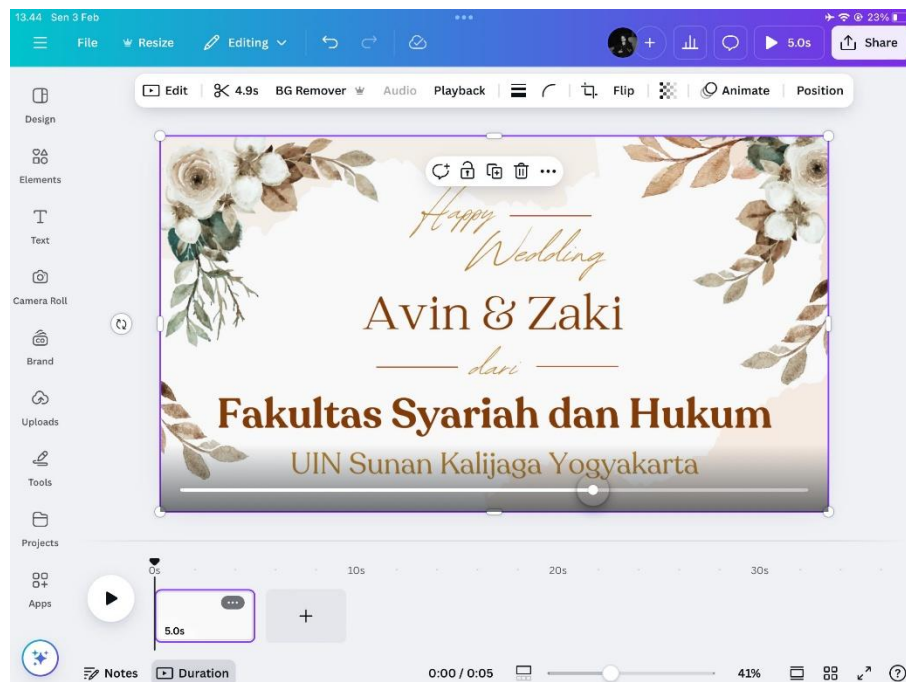 13.44 Sen 3 Feb 23%
File Resize Editing 5.0s Share
Edit 4.9s BG Remover Audio Playback Flip Animate Position
Design
Elements
Text
Camera Roll
Brand
Uploads
Tools
Projects
Apps
Happy
Wedding
Avin & Zaki
dari
Fakultas Syariah dan Hukum
UIN Sunan Kalijaga Yogyakarta
0s 10s 20s 30s
5.0s
Notes Duration 0:00 / 0:05 41%